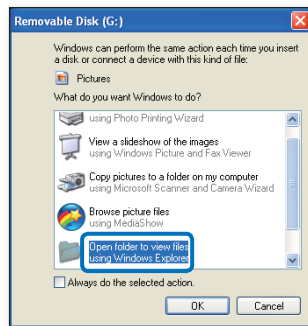 Removable Disk (G:)
Windows can perform the same action each time you insert
a disk or connect a device with this kind of file:
Pictures
What do you want Windows to do?
using Photo Printing Wizard
View a slideshow of the images
using Windows Picture and Fax Viewer
Copy pictures to a folder on my computer
using Microsoft Scanner and Camera Wizard
Browse picture files
using MediaShow
Open folder to view files
using Windows Explorer
Always do the selected action.
OK
Cancel